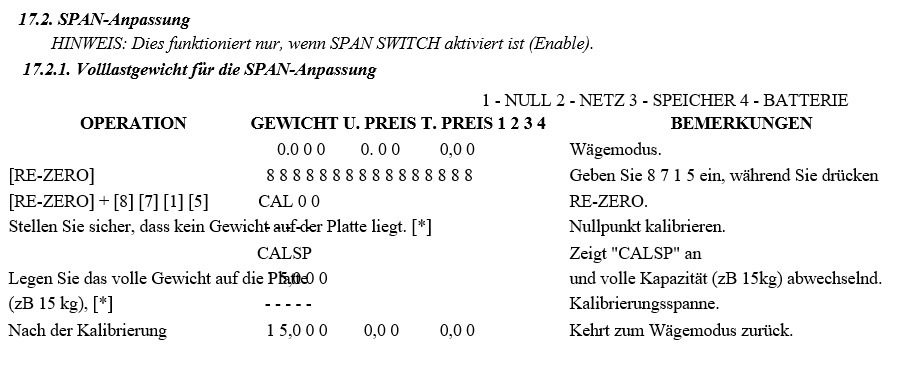 17.2. SPAN-Anpassung
HINWEIS: Dies funktioniert nur, wenn SPAN SWITCH aktiviert ist (Enable).
17.2.1. Volllastgewicht für die SPAN-Anpassung
1 - NULL 2 - NETZ 3 - SPEICHER 4 - BATTERIE
OPERATION GEWICHT U. PREIS T. PREIS 1 2 3 4 BEMERKUNGEN
0.0 0 0 0. 0 0 0,0 0 Wägemodus.
[RE-ZERO] 8 8 8 8 8 8 8 8 8 8 8 8 8 8 8 8 Geben Sie 8 7 1 5 ein, während Sie drücken
[RE-ZERO] + [8] [7] [1] [5] CAL 0 0 RE-ZERO.
Stellen Sie sicher, dass kein Gewicht auf der Platte liegt. [*] - - - - - Nullpunkt kalibrieren.
CALSP Zeigt "CALSP" an
Legen Sie das volle Gewicht auf die Platte 15,0 0 0 und volle Kapazität (zB 15kg) abwechselnd.
(zB 15 kg), [*] - - - - - Kalibrierungsspanne.
Nach der Kalibrierung 1 5,0 0 0 0,0 0 0,0 0 Kehrt zum Wägemodus zurück.